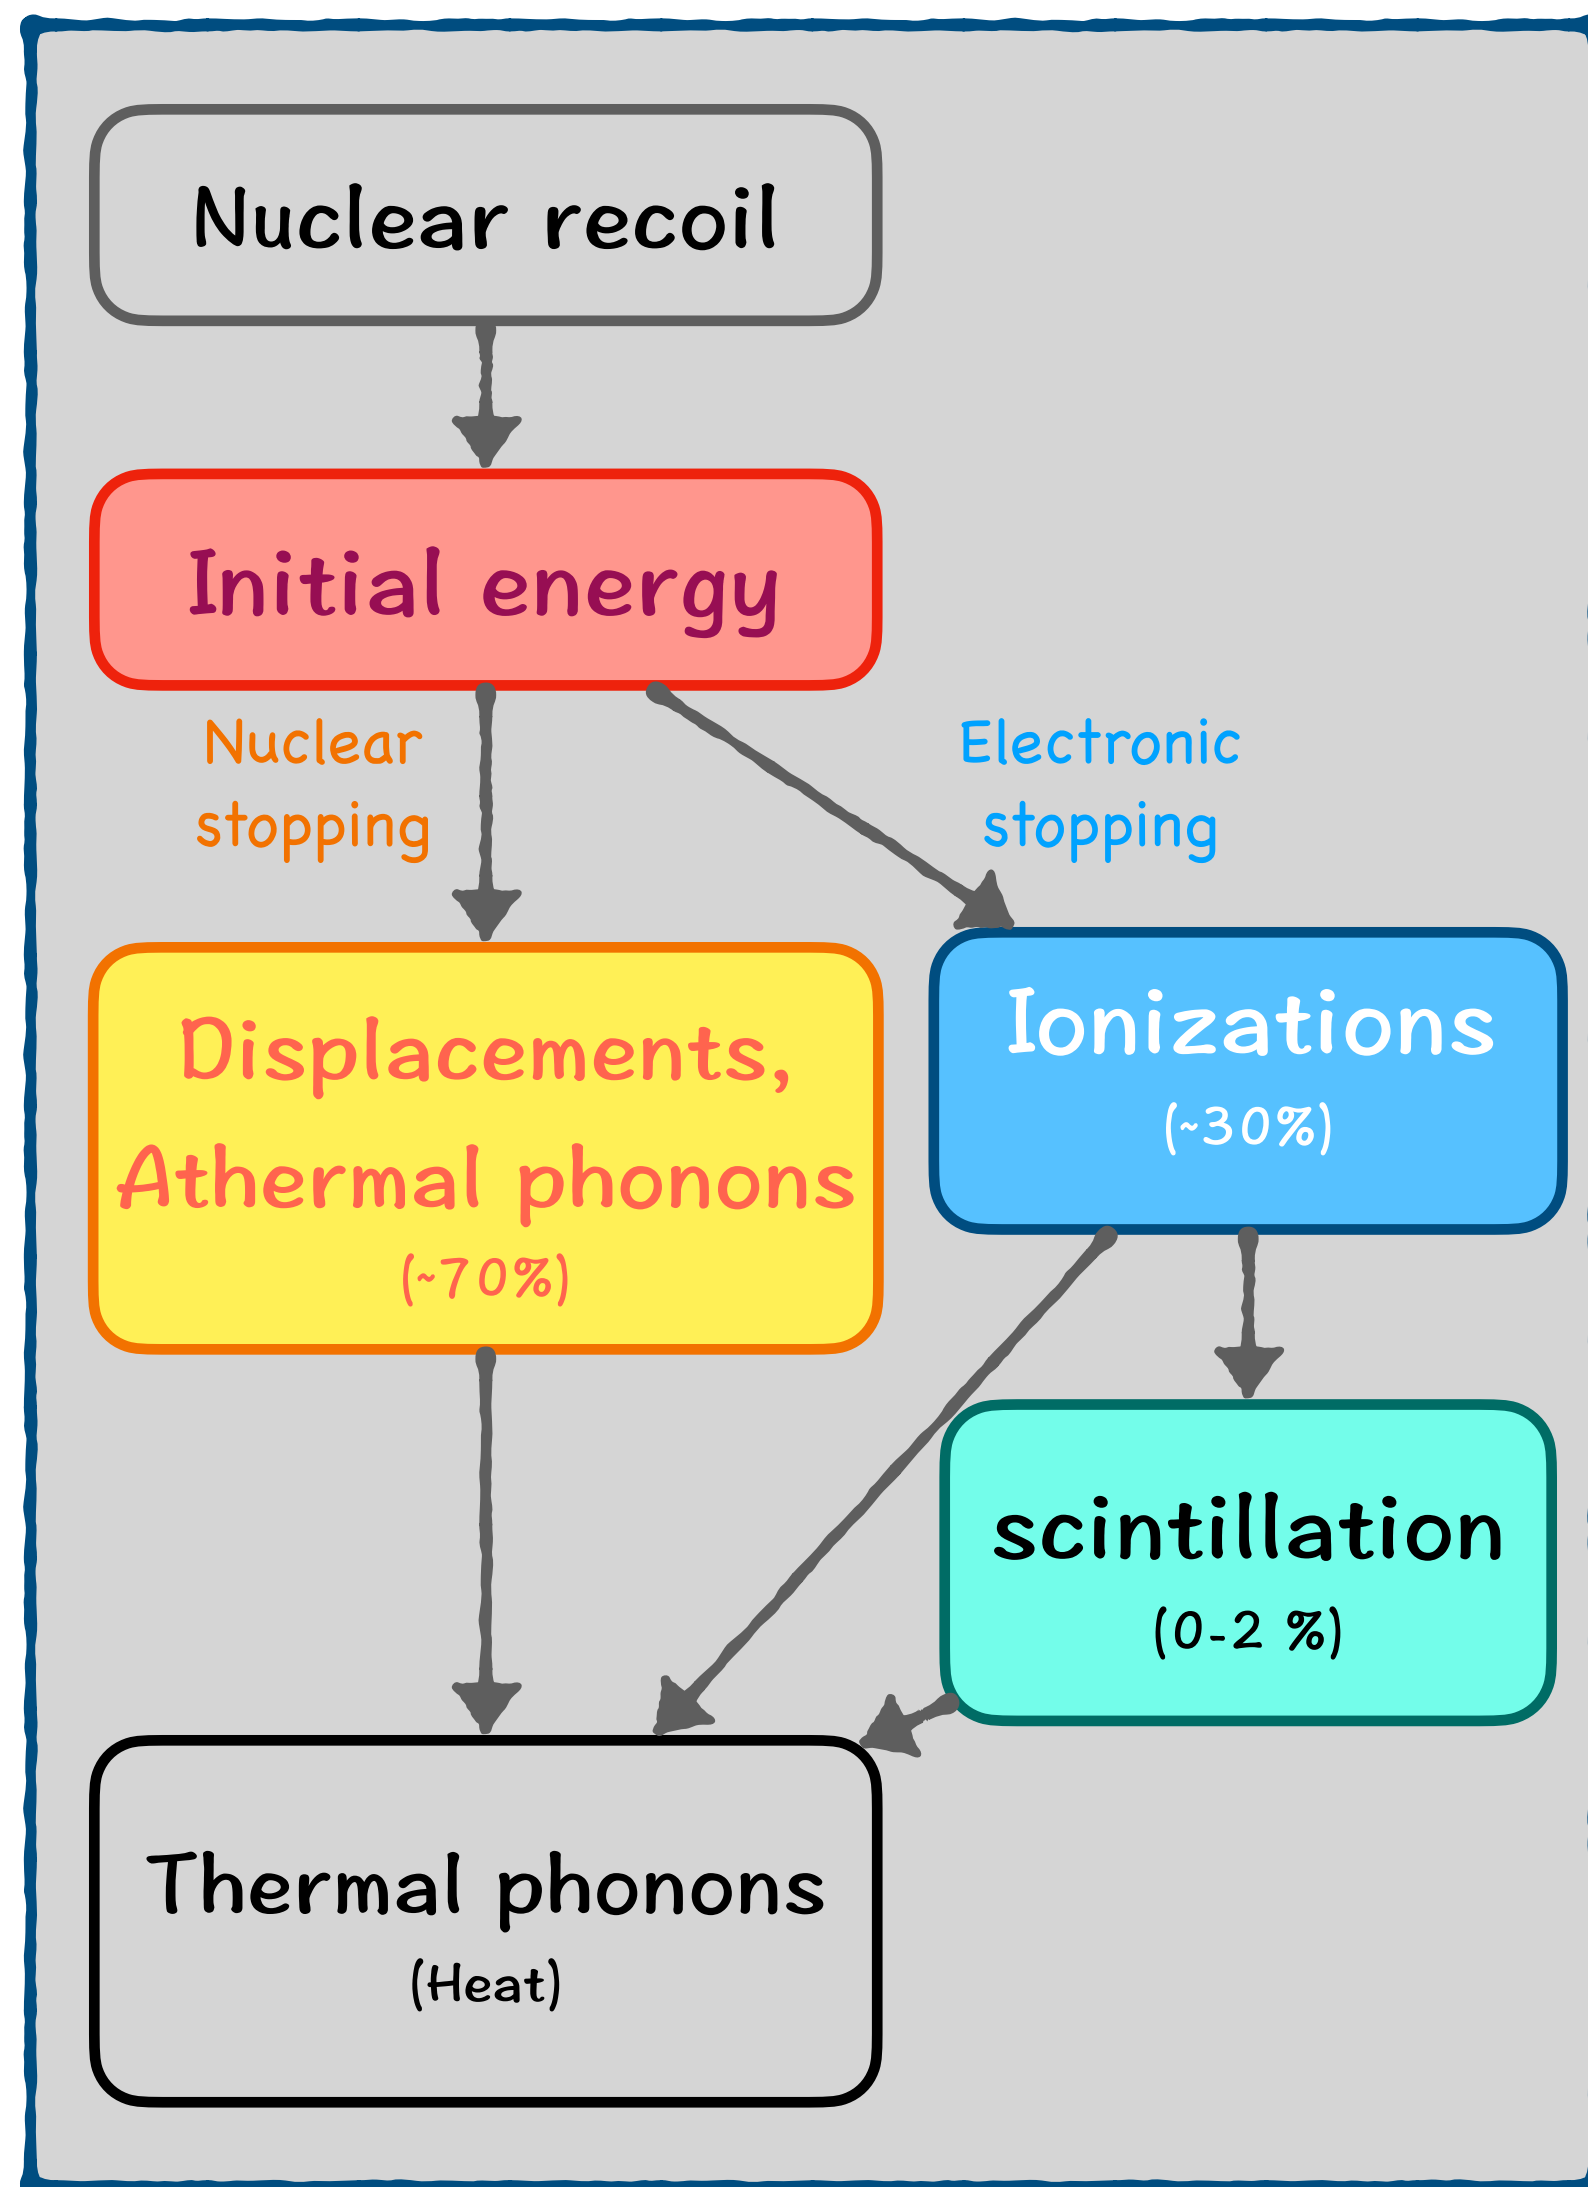 Nuclear recoil
Initial energy
Nuclear
stopping
Electronic
stopping
Displacements,
Athermal phonons
(~70%)
Ionizations
(~30%)
scintillation
(0-2 %)
Thermal phonons
(Heat)